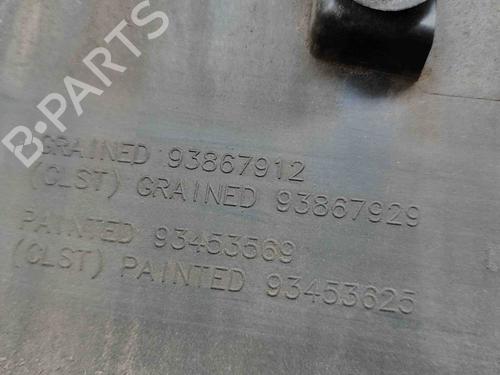 B-PARTS
GRAINED 93867912
(CLST) GRAINED 93867929
PAINTED 93453569
(CLST) PAINTED 93453625